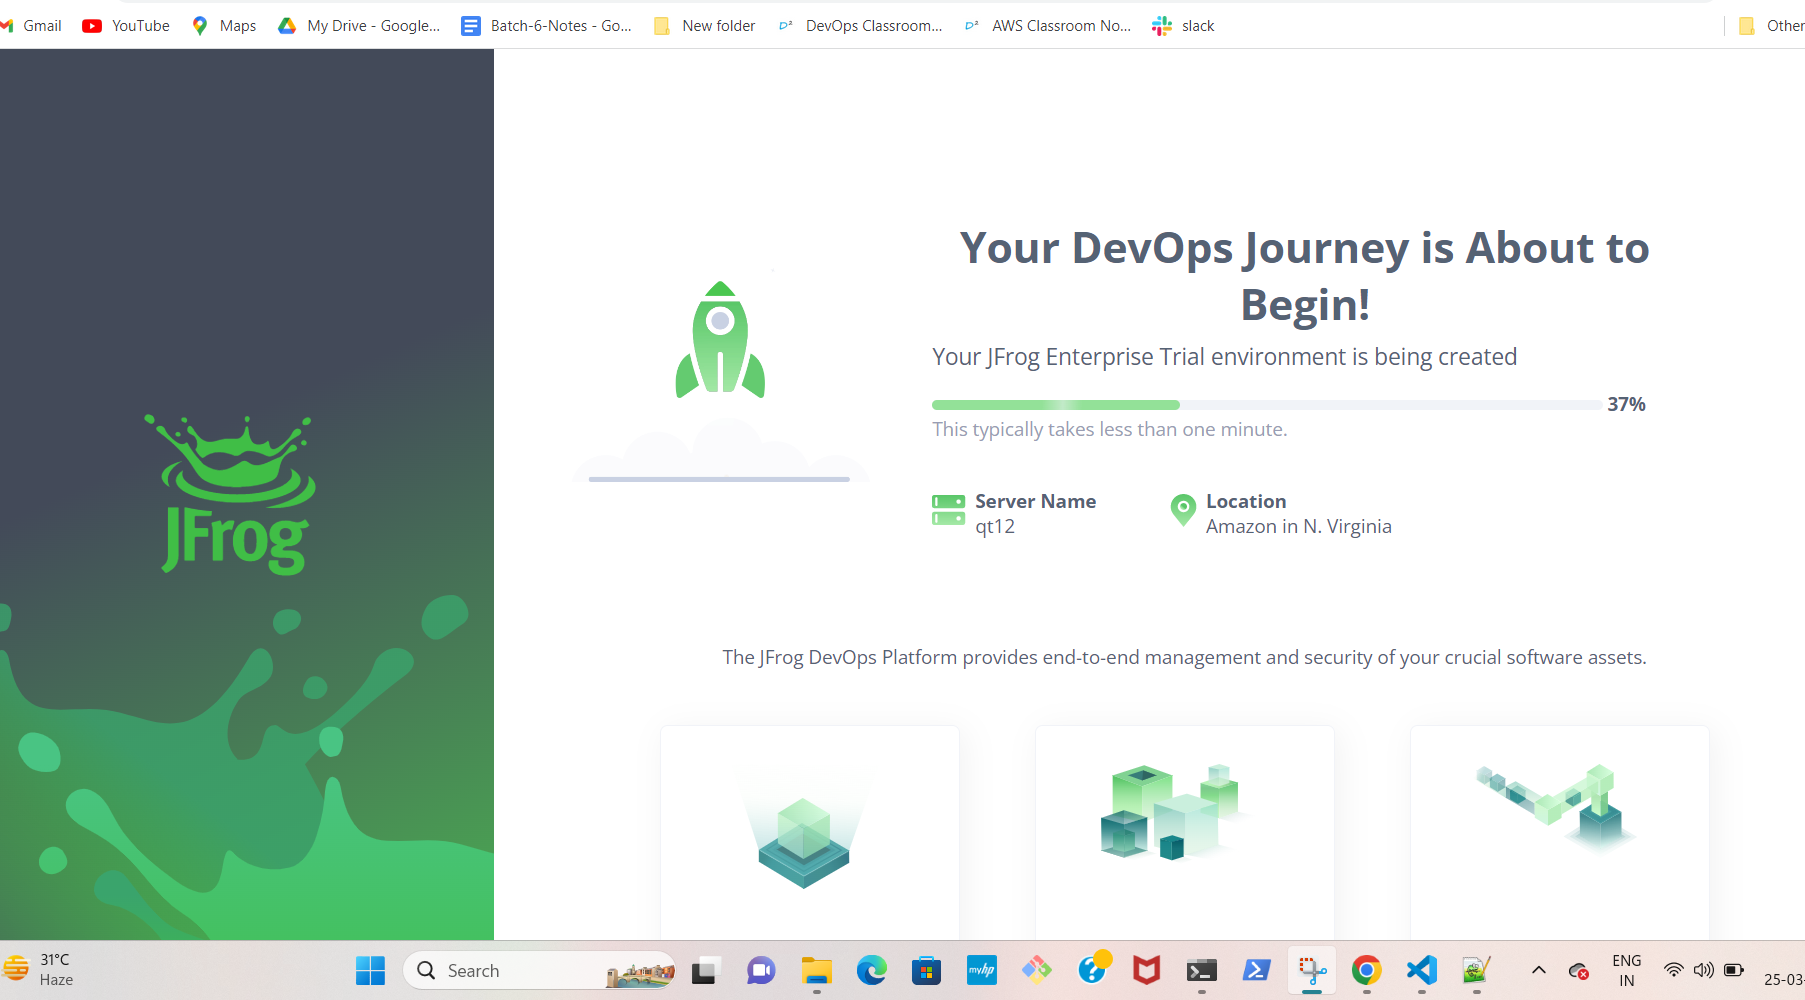 Gmail YouTube Maps My Drive - Google... Batch-6-Notes - Go... New folder DevOps Classroom... AWS Classroom No... slack Other
JFrog
Your DevOps Journey is About to
Begin!
Your JFrog Enterprise Trial environment is being created
37%
This typically takes less than one minute.
Server Name
qt12
Location
Amazon in N. Virginia
The JFrog DevOps Platform provides end-to-end management and security of your crucial software assets.
31°C
Haze
Search
myhp
ENG
IN
25-03-